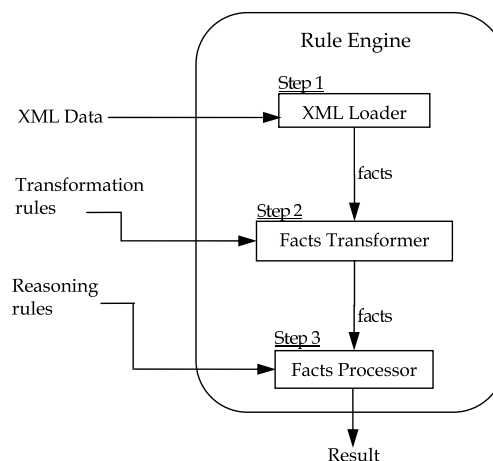 Rule Engine
Step 1
XML Data
XML Loader
facts
Transformation
rules
Step 2
Facts Transformer
Reasoning
rules
facts
Step 3
Facts Processor
Result